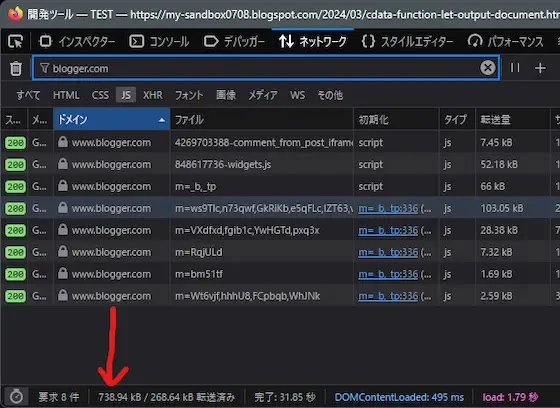 開発ツール — TEST — https://my-sandbox0708.blogspot.com/2024/03/cdata-function-let-output-document.h
インスペクター コンソール デバッガー ネットワーク スタイルエディター パフォーマンス
blogger.com
すべて HTML CSS JS XHR フォント 画像 メディア WS その他
ス... メ... ドメイン ファイル 初期化 タイプ 転送量
200 G... www.blogger.com 4269703388-comment_from_post_iframe script js 7.45 kB
200 G... www.blogger.com 848617736-widgets.js script js 52.18 kB
200 G... www.blogger.com m=_b,_tp script js 66 kB
200 G... www.blogger.com m=ws9Tlc,n73qwf,GkRiKb,e5qFLc,IZT63, m=_b,_tp:336 (... js 103.05 kB
200 G... www.blogger.com m=VXdfxd,fgib1c,YwHGTd,pxq3x m=_b,_tp:336 (... js 28.38 kB
200 G... www.blogger.com m=RqjULd m=_b,_tp:336 (... js 7.32 kB
200 G... www.blogger.com m=bm51tf m=_b,_tp:336 (... js 1.69 kB
200 G... www.blogger.com m=Wt6vjf,hhhU8,FCpbqb,WhJNk m=_b,_tp:336 (... js 2.59 kB
要求 8 件 738.94 kB / 268.64 kB 転送済み 完了: 31.85 秒 DOMContentLoaded: 495 ms load: 1.79 秒